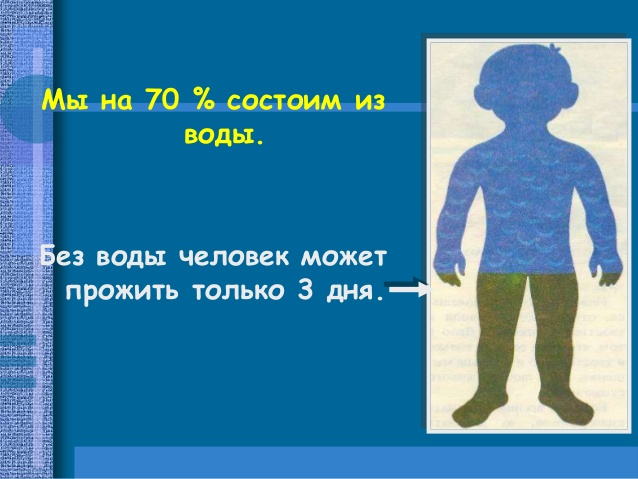 Мы на 70 % состоим из
воды.
Без воды человек может
прожить только 3 дня.